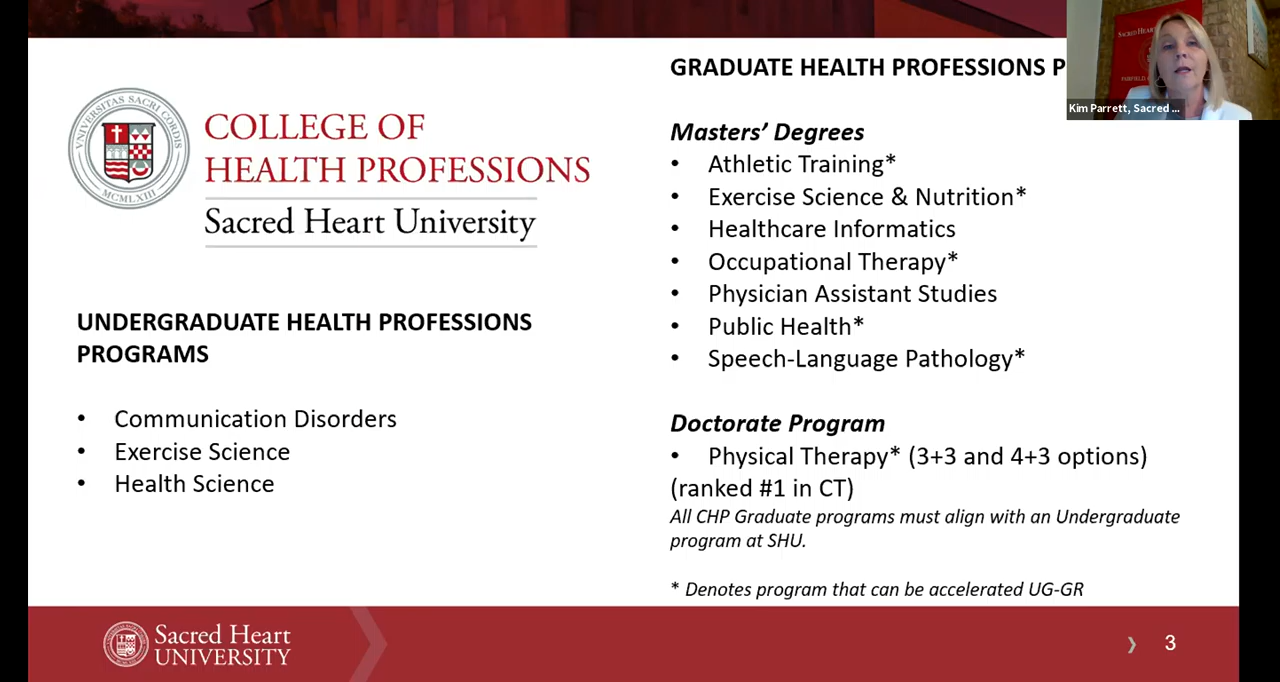 UNIVERSITAS SACRI CORDIS
MCMLXIII
COLLEGE OF
HEALTH PROFESSIONS
Sacred Heart University
UNDERGRADUATE HEALTH PROFESSIONS
PROGRAMS
• Communication Disorders
• Exercise Science
• Health Science
GRADUATE HEALTH PROFESSIONS P
Masters’ Degrees
• Athletic Training*
• Exercise Science & Nutrition*
• Healthcare Informatics
• Occupational Therapy*
• Physician Assistant Studies
• Public Health*
• Speech-Language Pathology*
Doctorate Program
• Physical Therapy* (3+3 and 4+3 options)
(ranked #1 in CT)
All CHP Graduate programs must align with an Undergraduate
program at SHU.
* Denotes program that can be accelerated UG-GR
Kim Parrett, Sacred ...
Sacred Heart
UNIVERSITY
3